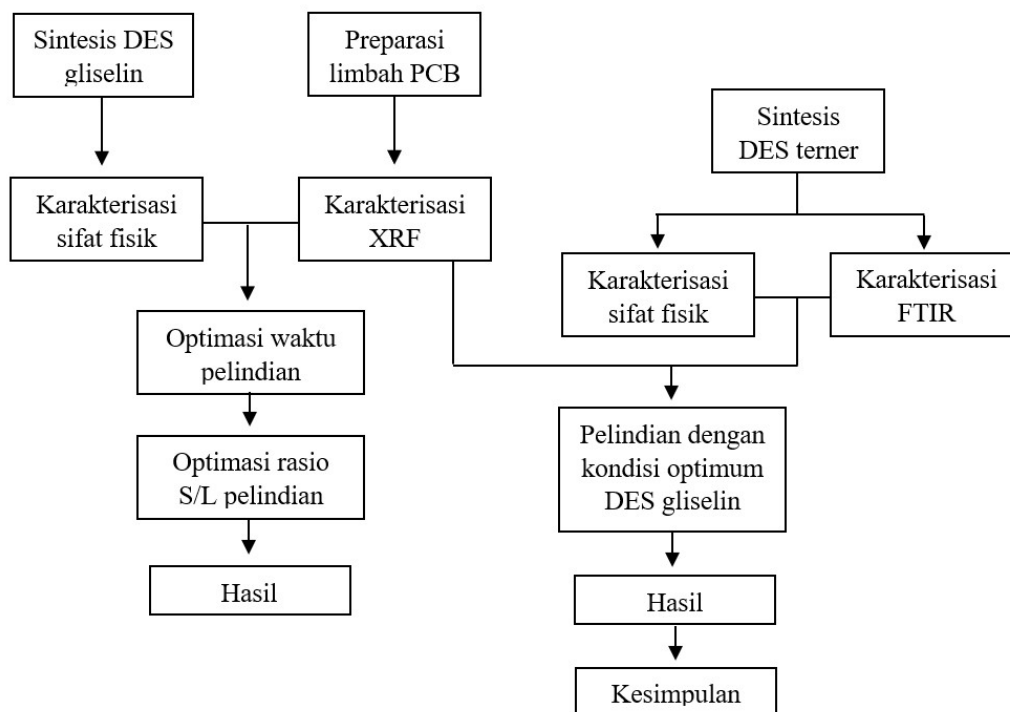 Sintesis DES
gliselin
Preparasi
limbah PCB
Sintesis
DES terner
Karakterisasi
sifat fisik
Karakterisasi
XRF
Karakterisasi
sifat fisik
Karakterisasi
FTIR
Optimasi waktu
pelindian
Optimasi rasio
S/L pelindian
Hasil
Pelindian dengan
kondisi optimum
DES gliselin
Hasil
Kesimpulan